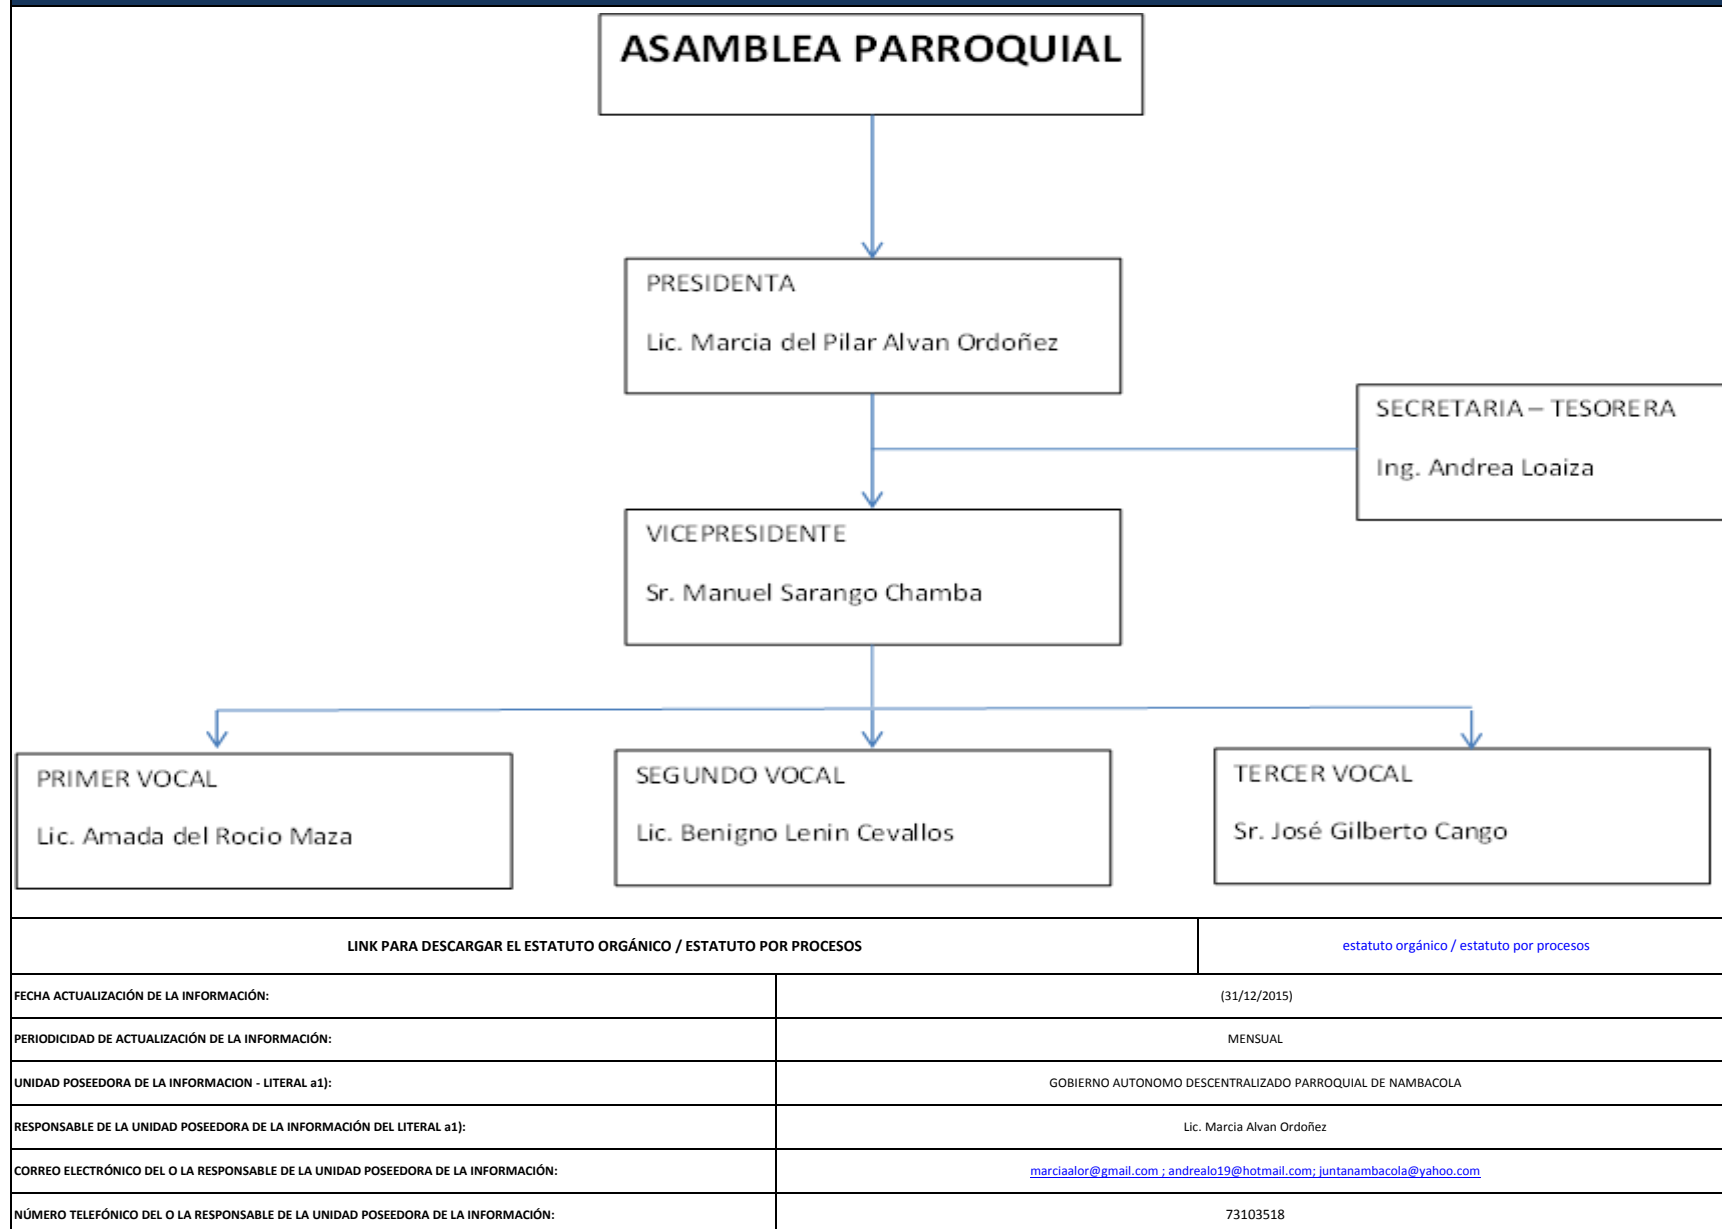 ASAMBLEA PARROQUIAL
PRESIDENTA
Lic. Marcia del Pilar Alvan Ordoñez
SECRETARIA – TESORERA
Ing. Andrea Loaiza
VICEPRESIDENTE
Sr. Manuel Sarango Chamba
PRIMER VOCAL
Lic. Amada del Rocio Maza
SEGUNDO VOCAL
Lic. Benigno Lenin Cevallos
TERCER VOCAL
Sr. José Gilberto Cango
LINK PARA DESCARGAR EL ESTATUTO ORGÁNICO / ESTATUTO POR PROCESOS estatuto orgánico / estatuto por procesos
FECHA ACTUALIZACIÓN DE LA INFORMACIÓN: (31/12/2015)
PERIODICIDAD DE ACTUALIZACIÓN DE LA INFORMACIÓN: MENSUAL
UNIDAD POSEEDORA DE LA INFORMACION - LITERAL a1): GOBIERNO AUTONOMO DESCENTRALIZADO PARROQUIAL DE NAMBACOLA
RESPONSABLE DE LA UNIDAD POSEEDORA DE LA INFORMACIÓN DEL LITERAL a1): Lic. Marcia Alvan Ordoñez
CORREO ELECTRÓNICO DEL O LA RESPONSABLE DE LA UNIDAD POSEEDORA DE LA INFORMACIÓN: marciaalor@gmail.com ; andrealo19@hotmail.com; juntanambacola@yahoo.com
NÚMERO TELEFÓNICO DEL O LA RESPONSABLE DE LA UNIDAD POSEEDORA DE LA INFORMACIÓN: 73103518